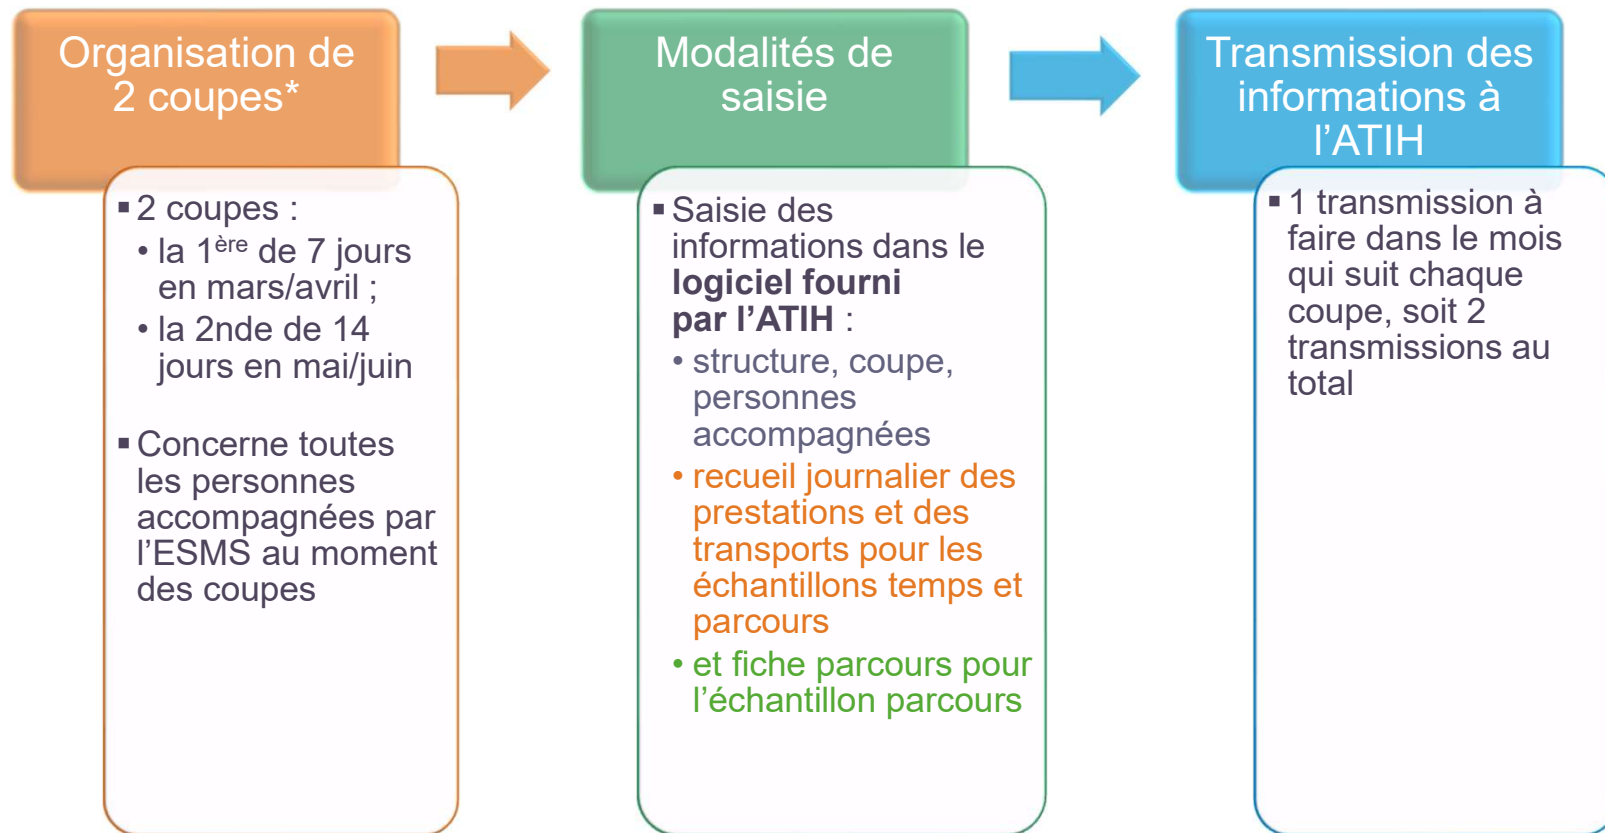 Organisation de
2 coupes*
▪ 2 coupes :
• la 1ère de 7 jours
en mars/avril ;
• la 2nde de 14
jours en mai/juin
▪ Concerne toutes
les personnes
accompagnées par
l’ESMS au moment
des coupes
Modalités de
saisie
▪ Saisie des
informations dans le
logiciel fourni
par l’ATIH :
• structure, coupe,
personnes
accompagnées
• recueil journalier des
prestations et des
transports pour les
échantillons temps et
parcours
• et fiche parcours pour
l’échantillon parcours
Transmission des
informations à
l’ATIH
▪ 1 transmission à
faire dans le mois
qui suit chaque
coupe, soit 2
transmissions au
total